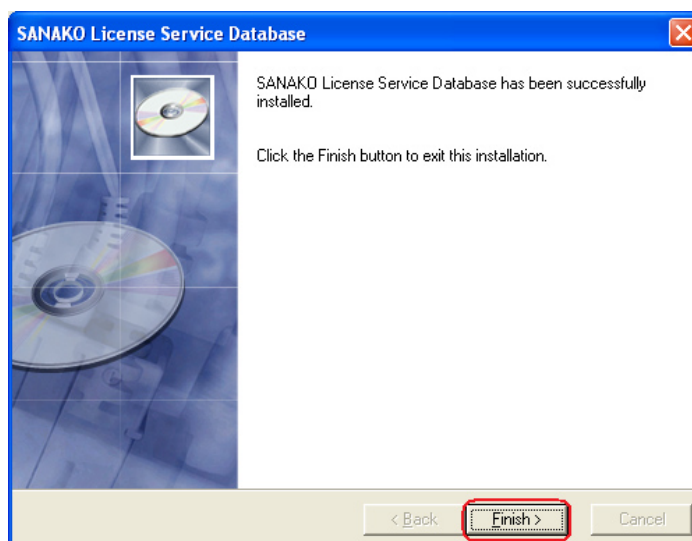 SANAKO License Service Database
SANAKO License Service Database has been successfully
installed.
Click the Finish button to exit this installation.
< Back
Finish >
Cancel